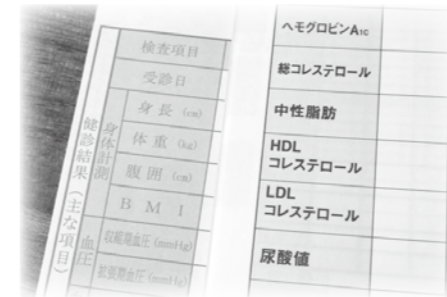 検査項目
受診日
健診結果（主な項目）
身体計測
身長（cm）
体重（kg）
腹囲（cm）
BMI
血圧
収縮期血圧（mmHg）
拡張期血圧（mmHg）
ヘモグロビンA1c
総コレステロール
中性脂肪
HDL
コレステロール
LDL
コレステロール
尿酸値